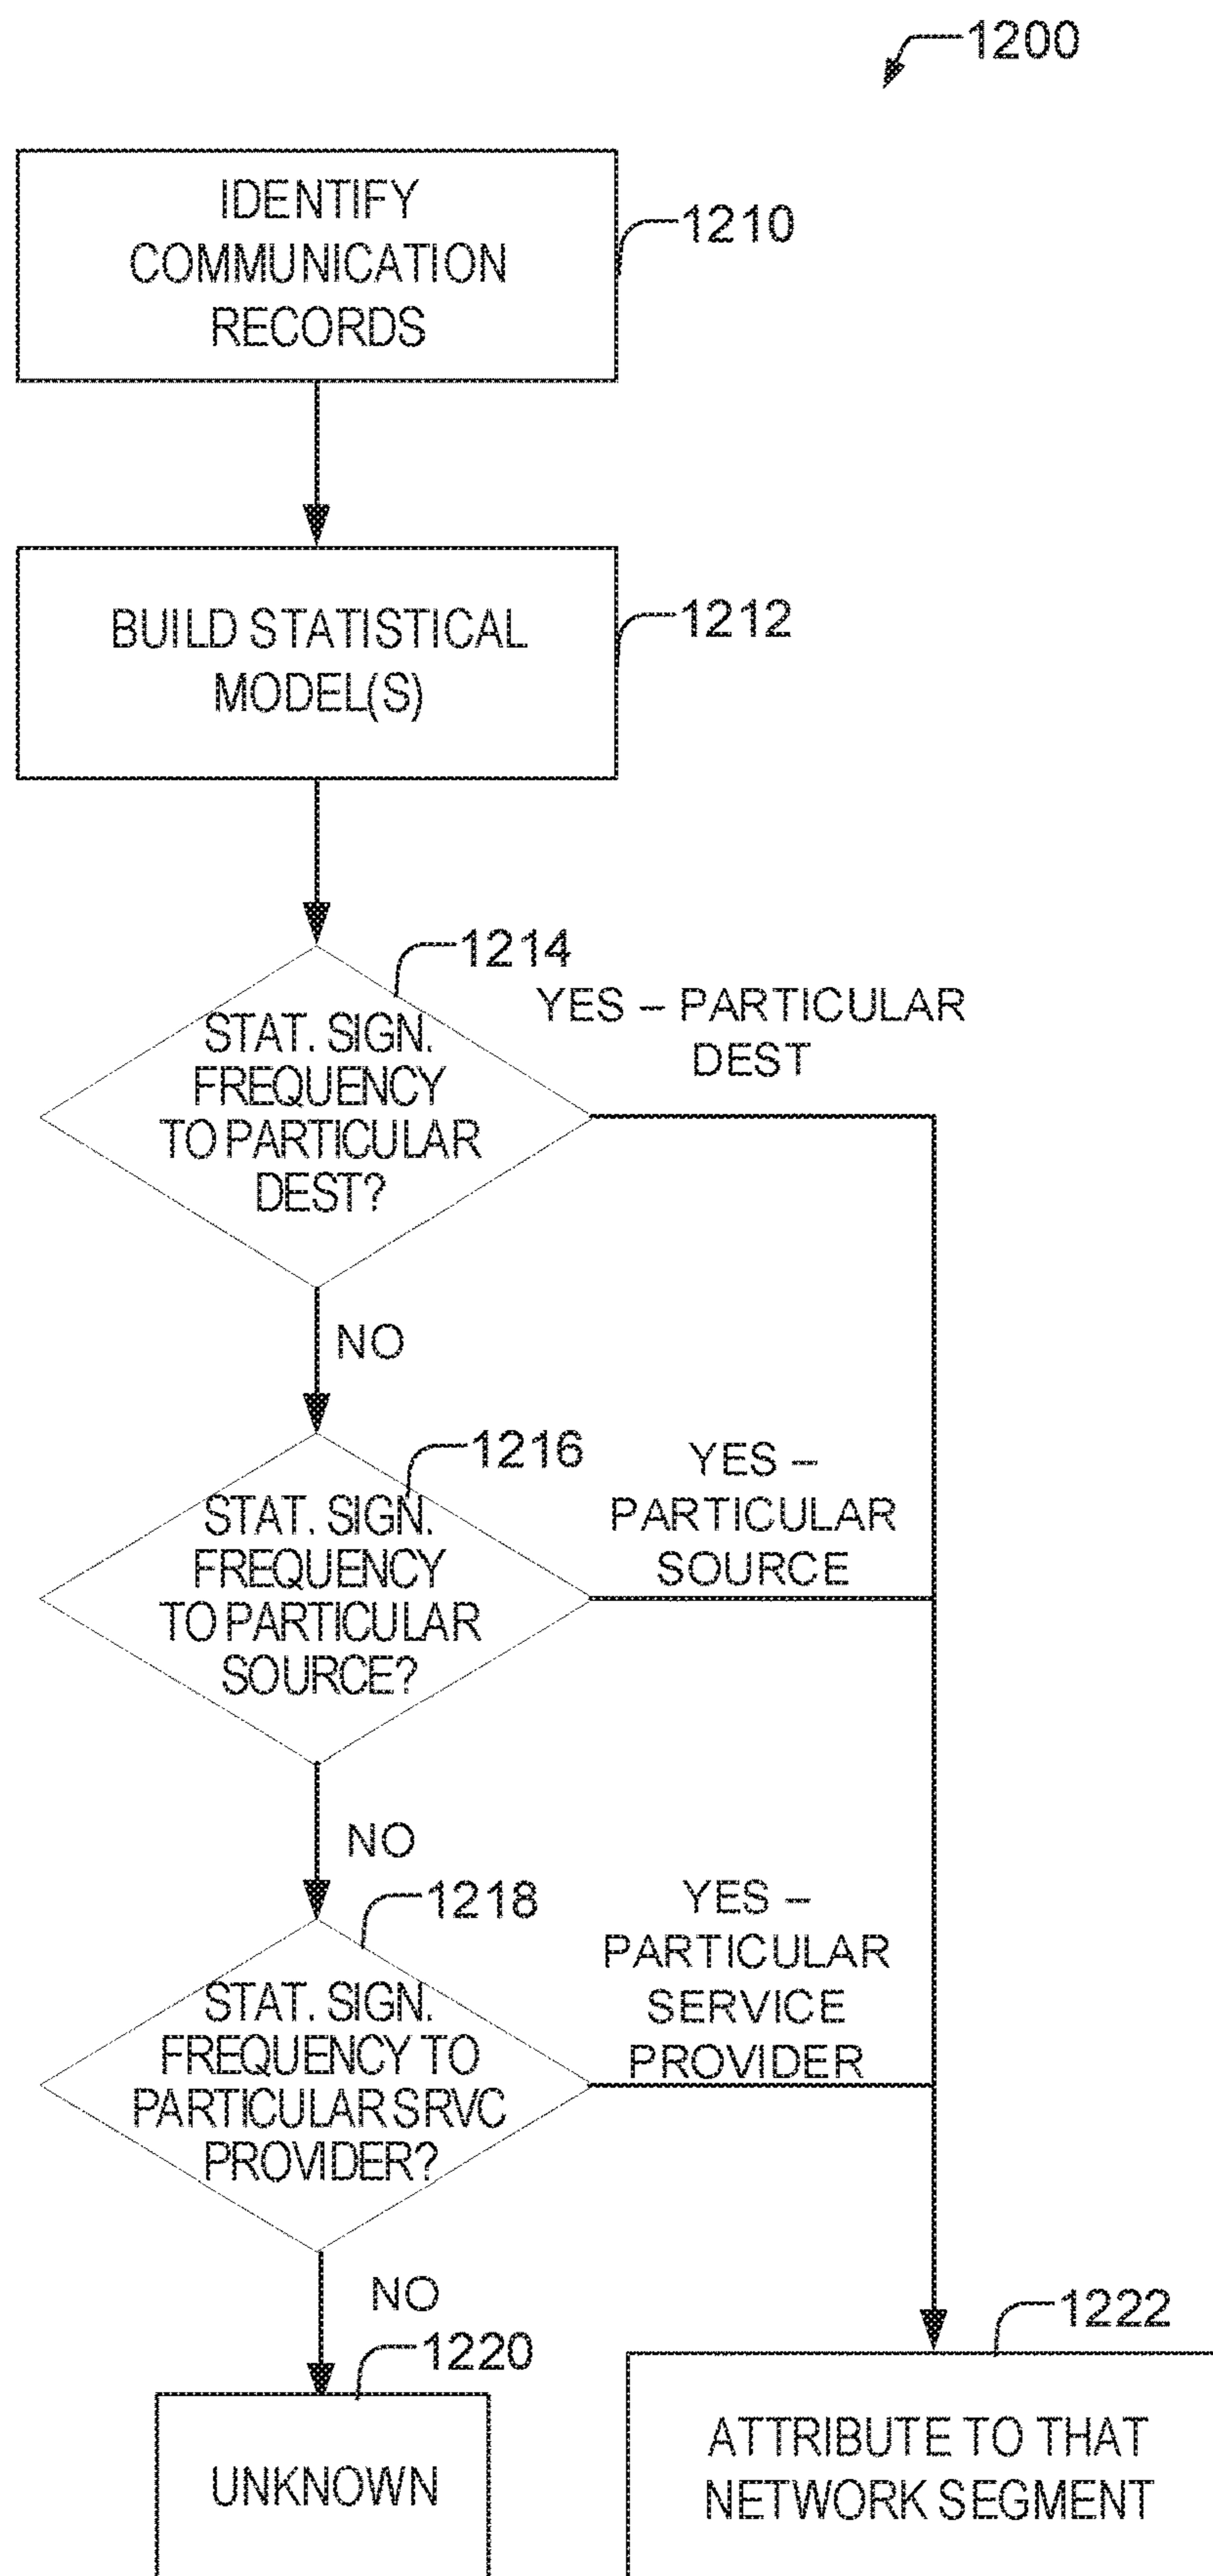 1200
IDENTIFY
COMMUNICATION
RECORDS
1210
BUILD STATISTICAL
MODEL(S)
1212
1214
STAT. SIGN.
FREQUENCY
TO PARTICULAR
DEST?
YES – PARTICULAR
DEST
NO
1216
STAT. SIGN.
FREQUENCY
TO PARTICULAR
SOURCE?
YES –
PARTICULAR
SOURCE
NO
1218
STAT. SIGN.
FREQUENCY TO
PARTICULAR SRVC
PROVIDER?
YES –
PARTICULAR
SERVICE
PROVIDER
NO
1220
UNKNOWN
1222
ATTRIBUTE TO THAT
NETWORK SEGMENT